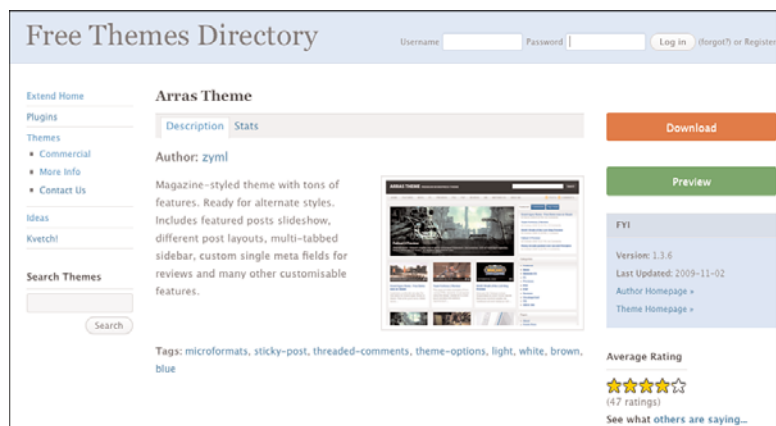 Free Themes Directory
Username
Password
Log in
(forgot?) or Register
Extend Home
Plugins
Themes
Commercial
More Info
Contact Us
Ideas
Kvetch!
Search Themes
Search
Arras Theme
Description Stats
Author: zyml
Magazine-styled theme with tons of
features. Ready for alternate styles.
Includes featured posts slideshow,
different post layouts, multi-tabbed
sidebar, custom single meta fields for
reviews and many other customisable
features.
ARRAS THEME
Tags: microformats, sticky-post, threaded-comments, theme-options, light, white, brown,
blue
Download
Preview
FYI
Version: 1.3.6
Last Updated: 2009-11-02
Author Homepage »
Theme Homepage »
Average Rating
(47 ratings)
See what others are saying...